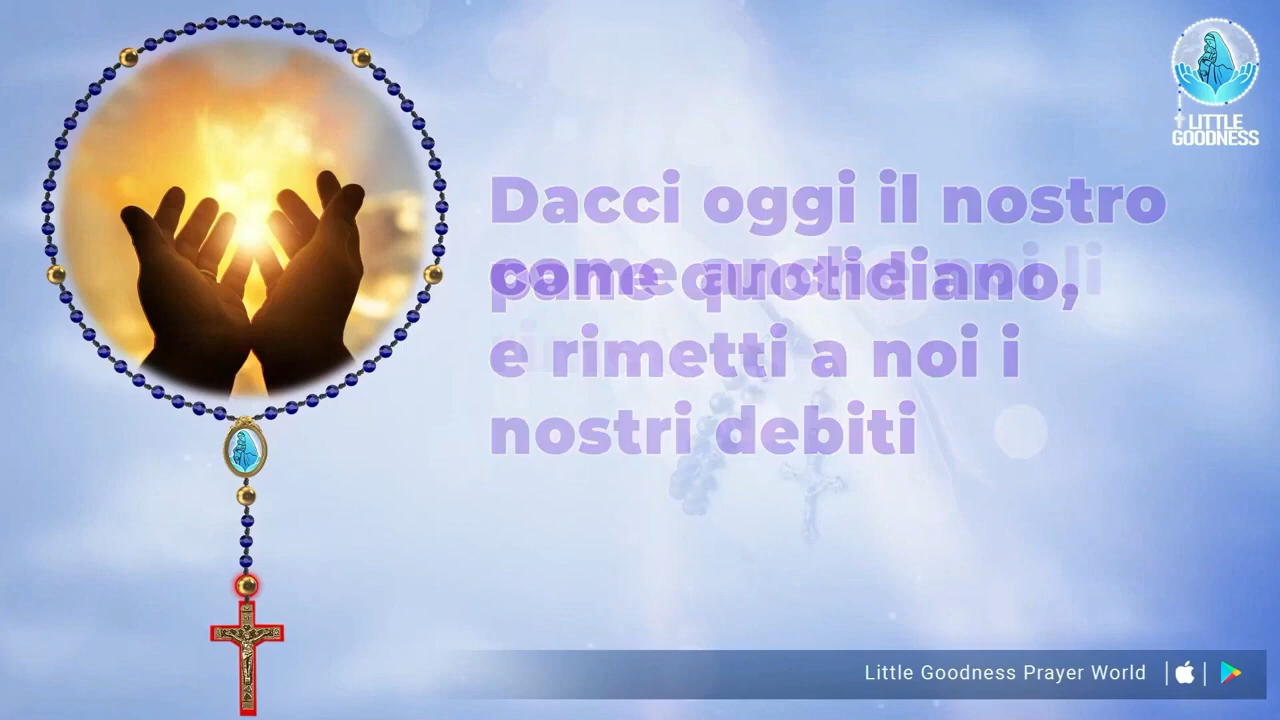 LITTLE
GOODNESS
Dacci oggi il nostro
pane quotidiano,
e rimetti a noi i
nostri debiti
Little Goodness Prayer World